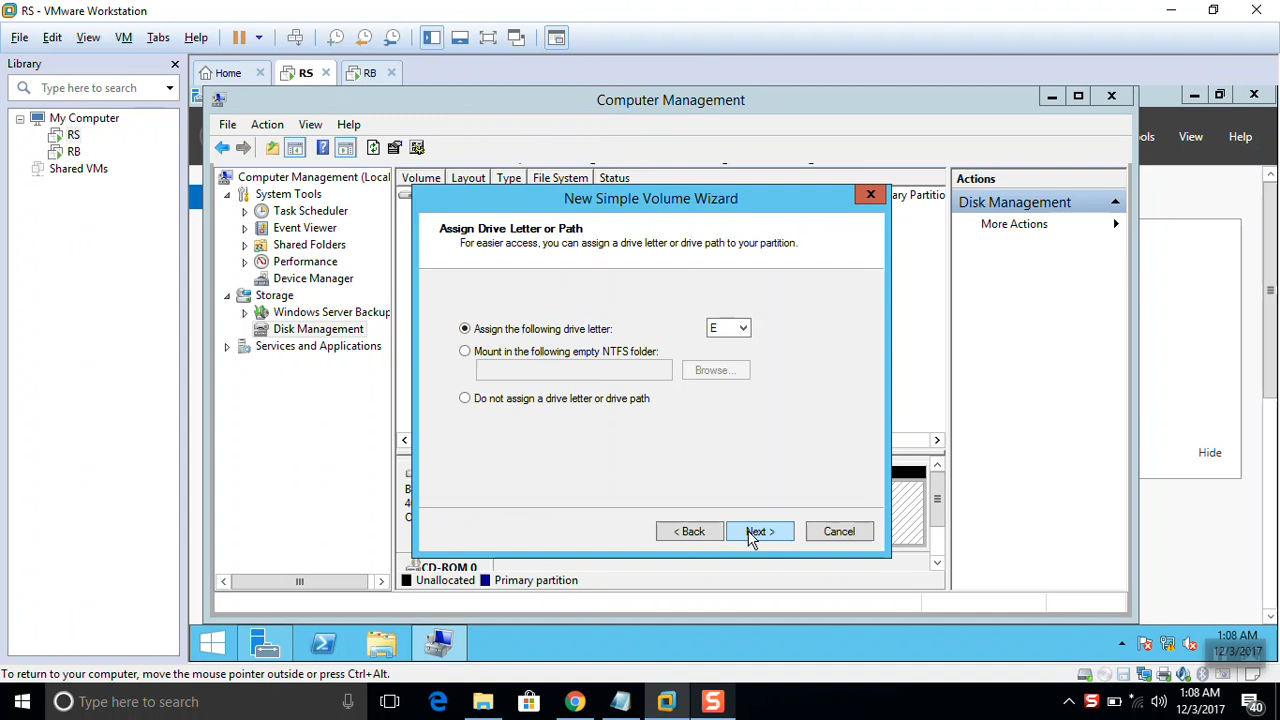 RS - VMware Workstation
File Edit View VM Tabs Help
Library
Type here to search
My Computer
RS
RB
Shared VMs
Home RS RB
Computer Management
File Action View Help
View Help
Computer Management (Local
System Tools
Task Scheduler
Event Viewer
Shared Folders
Performance
Device Manager
Storage
Windows Server Backup
Disk Management
Services and Applications
Volume Layout Type File System Status
New Simple Volume Wizard
Assign Drive Letter or Path
For easier access, you can assign a drive letter or drive path to your partition.
Assign the following drive letter: E
Mount in the following empty NTFS folder:
Browse...
Do not assign a drive letter or drive path
< Back Next > Cancel
CD-ROM 0
Unallocated Primary partition
Actions
Disk Management
More Actions
Hide
1:08 AM
12/3/2017
To return to your computer, move the mouse pointer outside or press Ctrl+Alt.
Type here to search
1:08 AM
12/3/2017
40